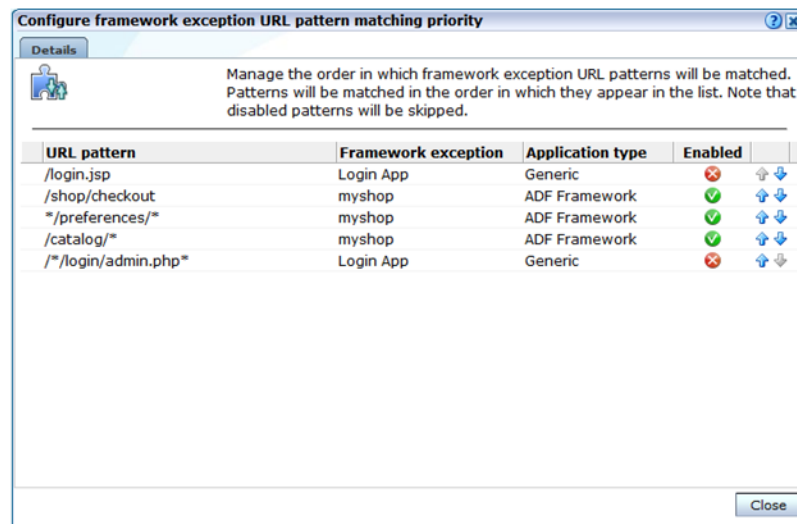 Configure framework exception URL pattern matching priority
Details
Manage the order in which framework exception URL patterns will be matched.
Patterns will be matched in the order in which they appear in the list. Note that
disabled patterns will be skipped.
URL pattern Framework exception Application type Enabled
/login.jsp Login App Generic
/shop/checkout myshop ADF Framework
*/preferences/* myshop ADF Framework
/catalog/* myshop ADF Framework
/*/login/admin.php* Login App Generic
Close